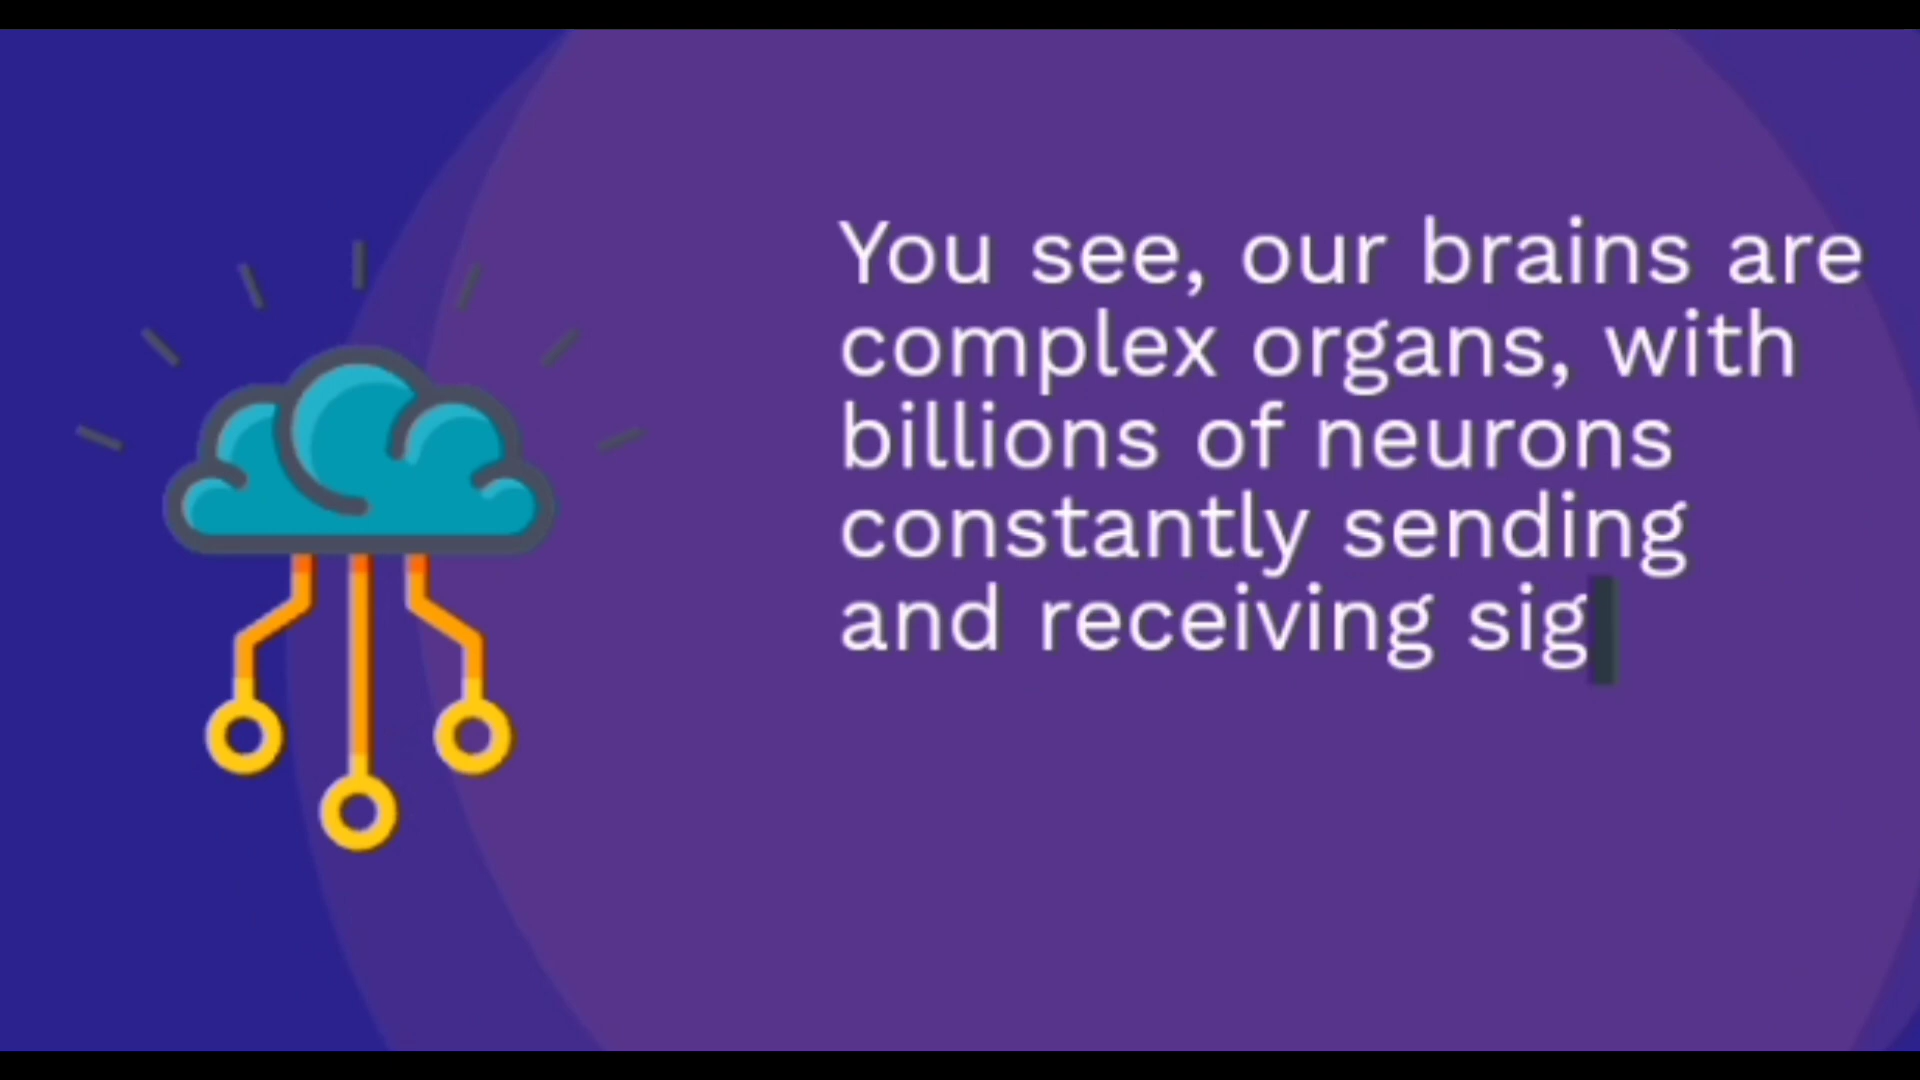 You see, our brains are
complex organs, with
billions of neurons
constantly sending
and receiving sig